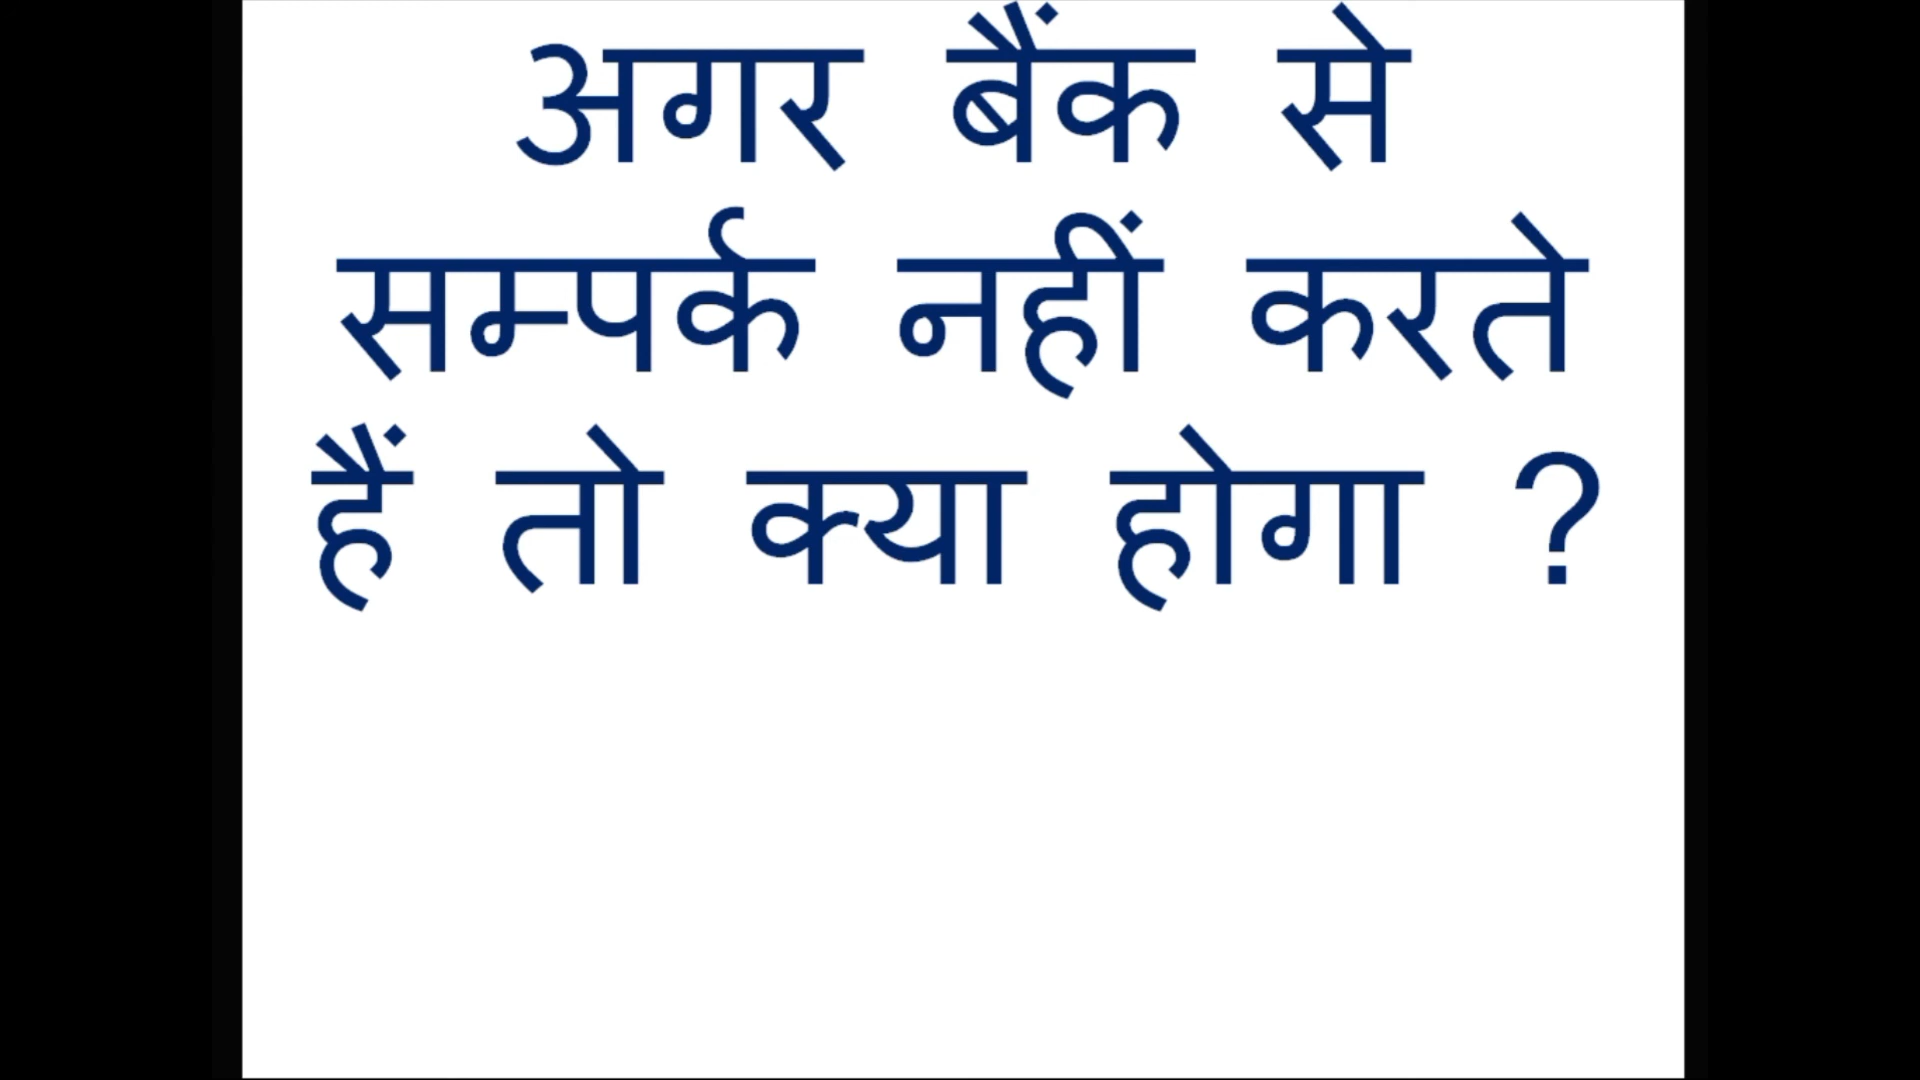 अगर बैंक से
सम्पर्क नहीं करते
हैं तो क्या होगा ?